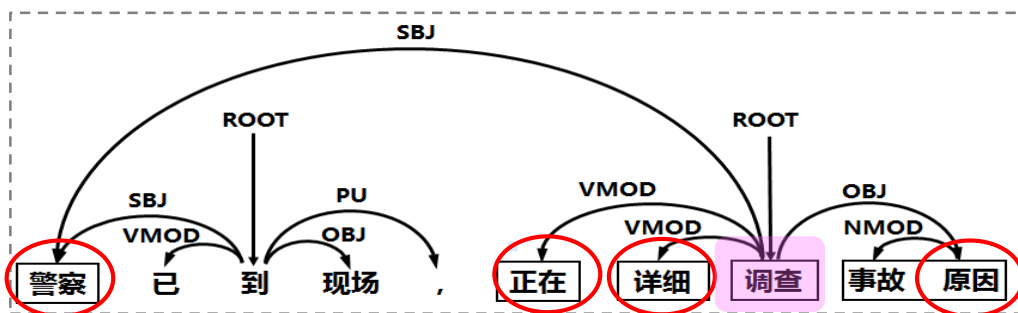 SBJ
ROOT ROOT
SBJ PU VMOD OBJ
VMOD OBJ VMOD NMOD
警察 已 到 现场 , 正在 详细 调查 事故 原因